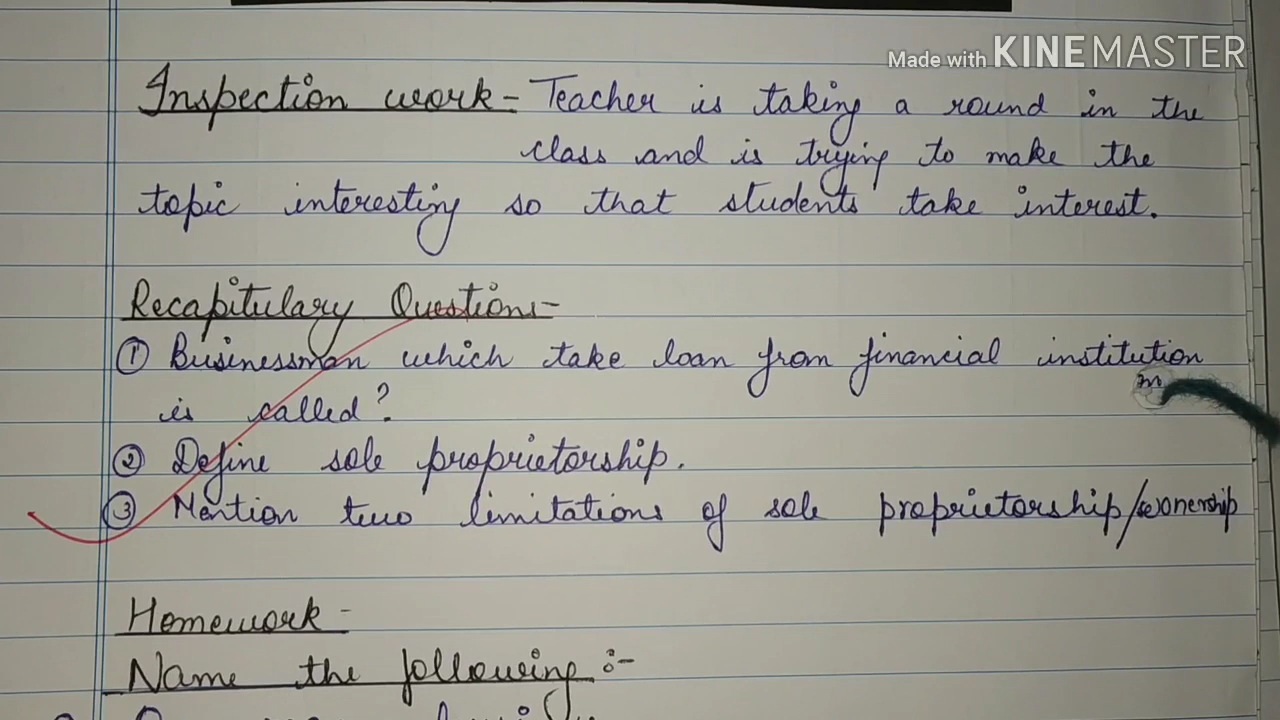 Made with KINEMASTER
Inspection work- Teacher is taking a round in the
class and is trying to make the
topic interesting so that students take interest.
Recapitulary Questions-
① Businessman which take loan from financial institution
is called?
② Define sole proprietorship.
③ Mention two limitations of sole proprietorship/
Homework-
Name the following :-